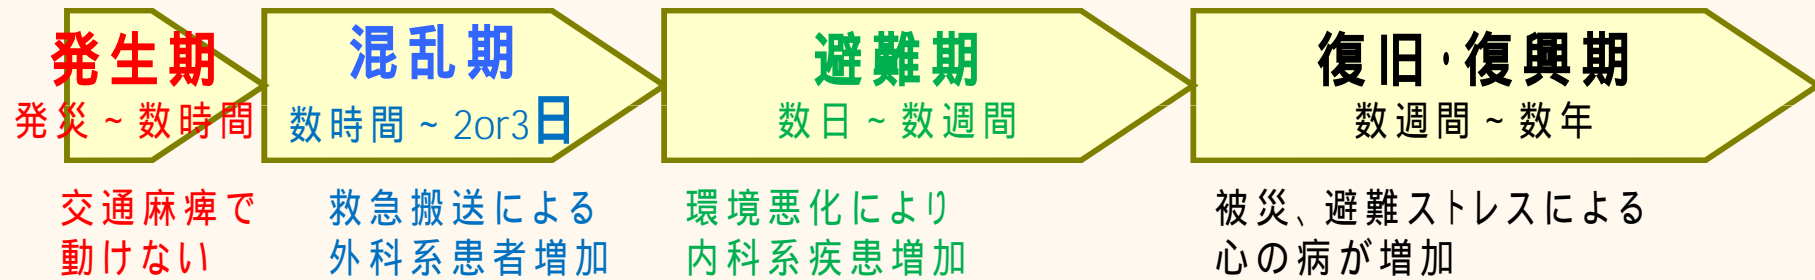 発生期
発災~数時間
交通麻痺で
動けない
混乱期
数時間~2or3日
救急搬送による
外科系患者増加
避難期
数日~数週間
環境悪化により
内科系疾患増加
復旧・復興期
数週間~数年
被災、避難ストレスによる
心の病が増加